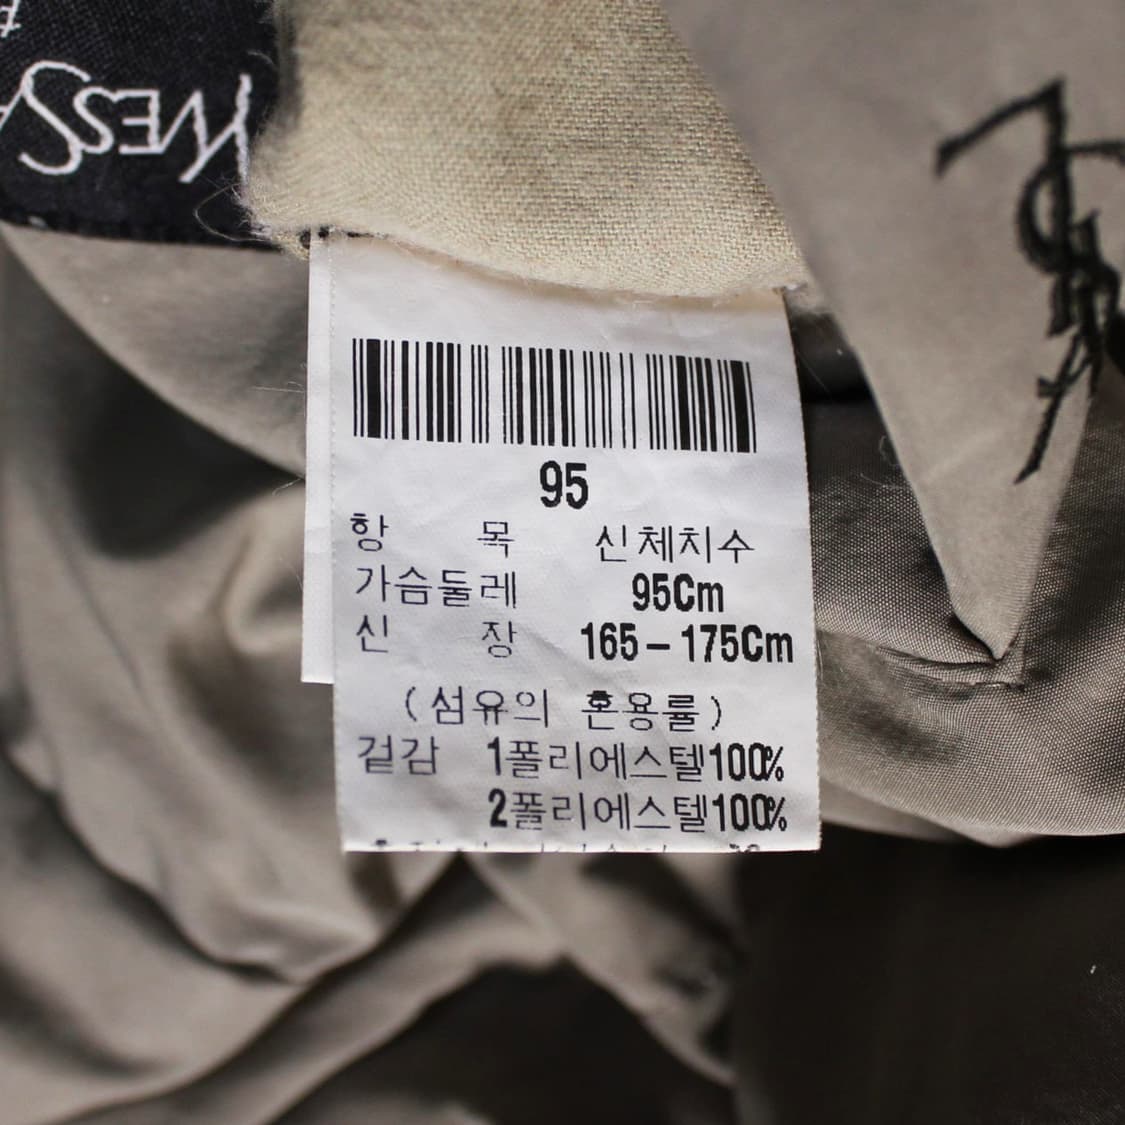 YVESSA
95
항 목 신체치수
가슴둘레 95Cm
신 장 165-175Cm
(섬유의 혼용률)
겉감 1폴리에스텔100%
2폴리에스텔100%